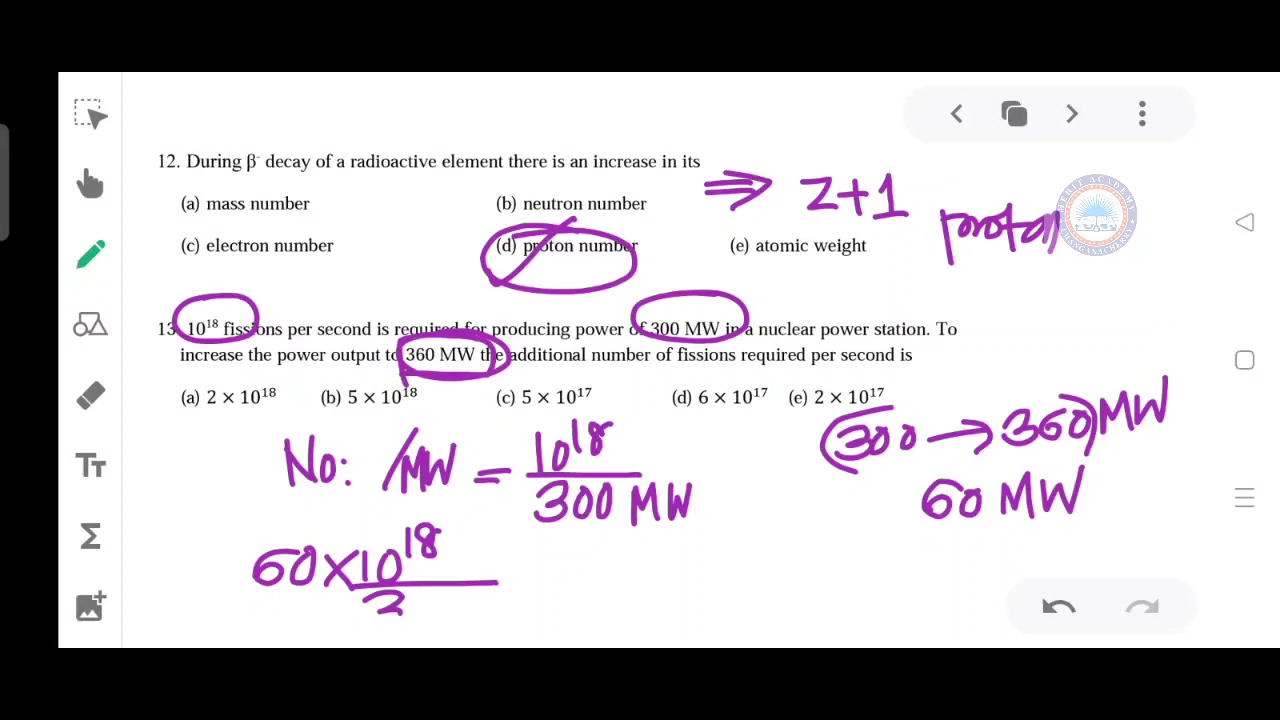 12. During β⁻ decay of a radioactive element there is an increase in its
⇒ Z+1
(a) mass number (b) neutron number
proton
(c) electron number (d) proton number (e) atomic weight
MERIT ACADEMY
CHANGANACHERRY
13. 10¹⁸ fissions per second is required for producing power of 300 MW in a nuclear power station. To
increase the power output to 360 MW the additional number of fissions required per second is
(a) 2 × 10¹⁸ (b) 5 × 10¹⁸ (c) 5 × 10¹⁷ (d) 6 × 10¹⁷ (e) 2 × 10¹⁷
300 → 360 MW
No: /MW = 10¹⁸
300 MW
60 MW
60 × 10¹⁸
3
Tт
Σ